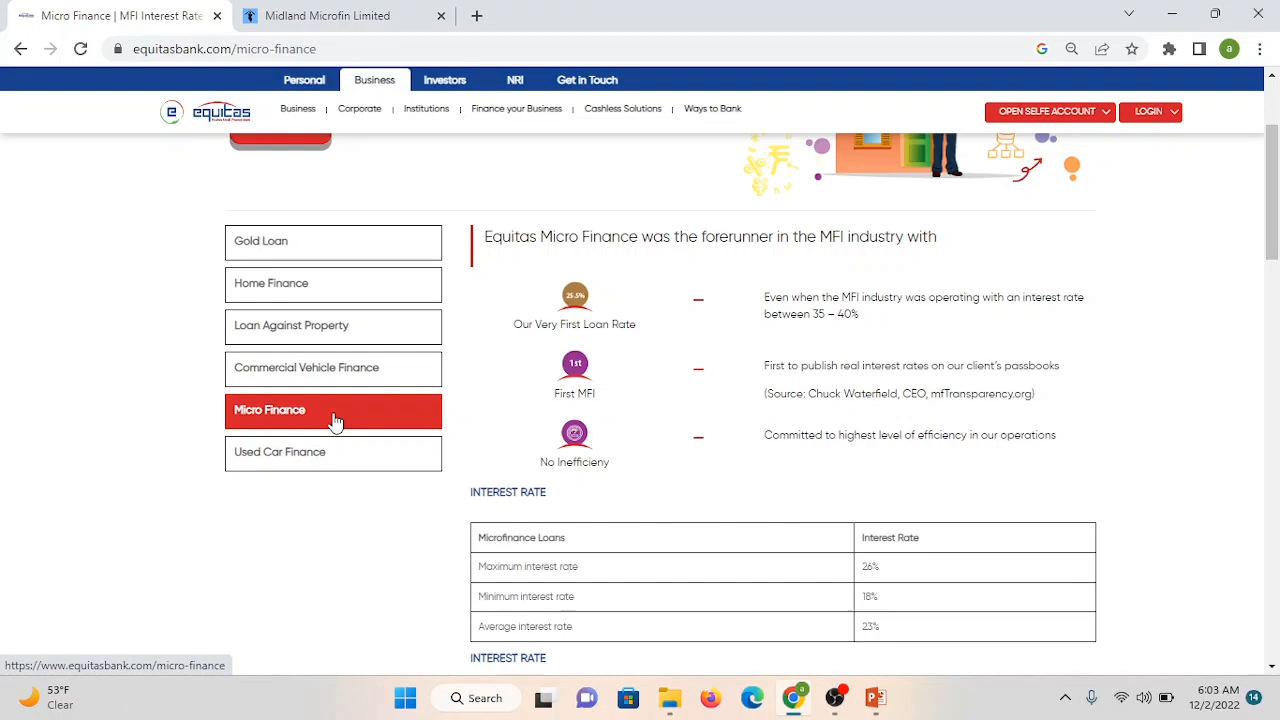 Micro Finance | MFI Interest Rate
Midland Microfin Limited
equitasbank.com/micro-finance
a
Personal
Business
Investors
NRI
Get in Touch
Business
Corporate
Institutions
Finance your Business
Cashless Solutions
Ways to Bank
e equitas
OPEN SELFE ACCOUNT
LOGIN
Gold Loan
Home Finance
Loan Against Property
Commercial Vehicle Finance
Micro Finance
Used Car Finance
Equitas Micro Finance was the forerunner in the MFI industry with
25.5%
Our Very First Loan Rate
Even when the MFI industry was operating with an interest rate
between 35 – 40%
1st
First MFI
First to publish real interest rates on our client's passbooks
(Source: Chuck Waterfield, CEO, mfTransparency.org)
No Inefficieny
Committed to highest level of efficiency in our operations
INTEREST RATE
Microfinance Loans Interest Rate
Maximum interest rate 26%
Minimum interest rate 18%
Average interest rate 23%
INTEREST RATE
https://www.equitasbank.com/micro-finance
53°F
Clear
Search
a
6:03 AM
12/2/2022
14